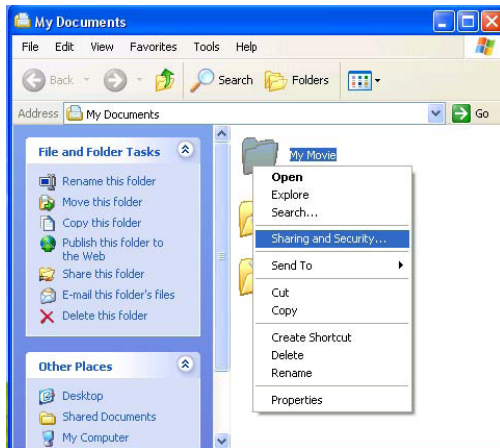 My Documents
File Edit View Favorites Tools Help
Back Search Folders
Address My Documents Go
File and Folder Tasks
Rename this folder
Move this folder
Copy this folder
Publish this folder to
the Web
Share this folder
E-mail this folder's files
Delete this folder
Other Places
Desktop
Shared Documents
My Computer
My Movie
Open
Explore
Search...
Sharing and Security...
Send To
Cut
Copy
Create Shortcut
Delete
Rename
Properties